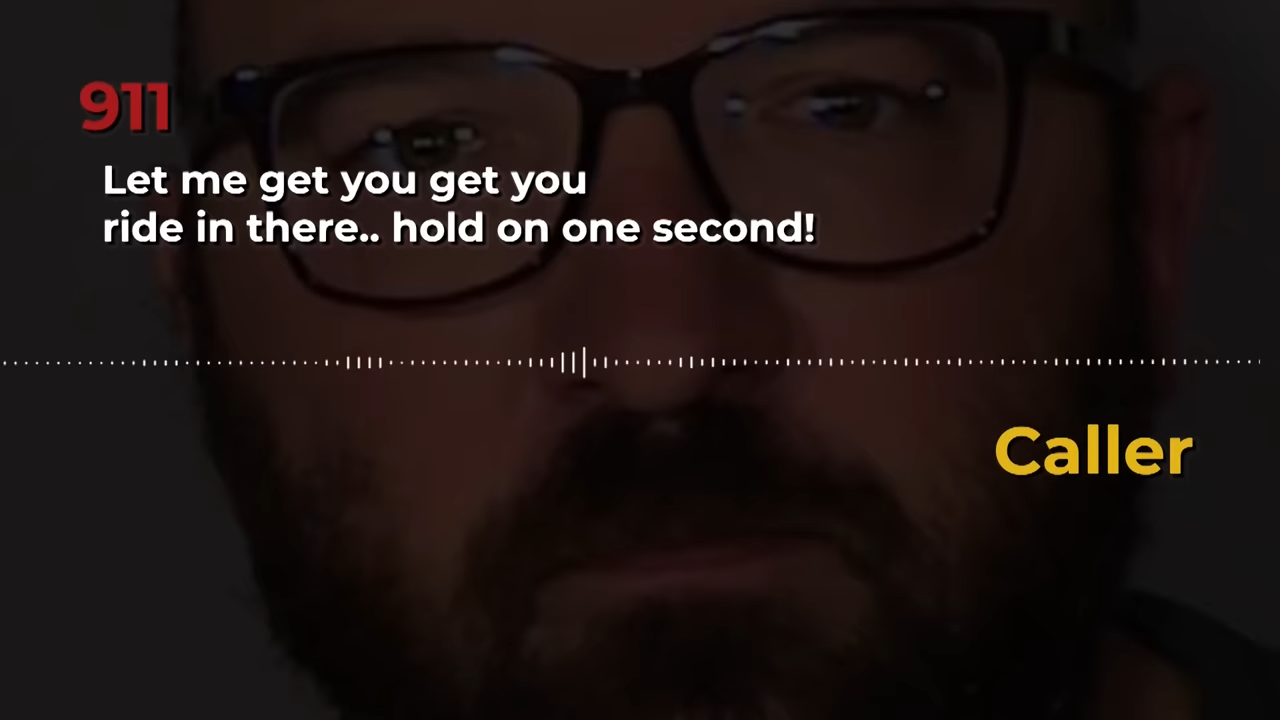 911
Let me get you get you
ride in there.. hold on one second!
Caller